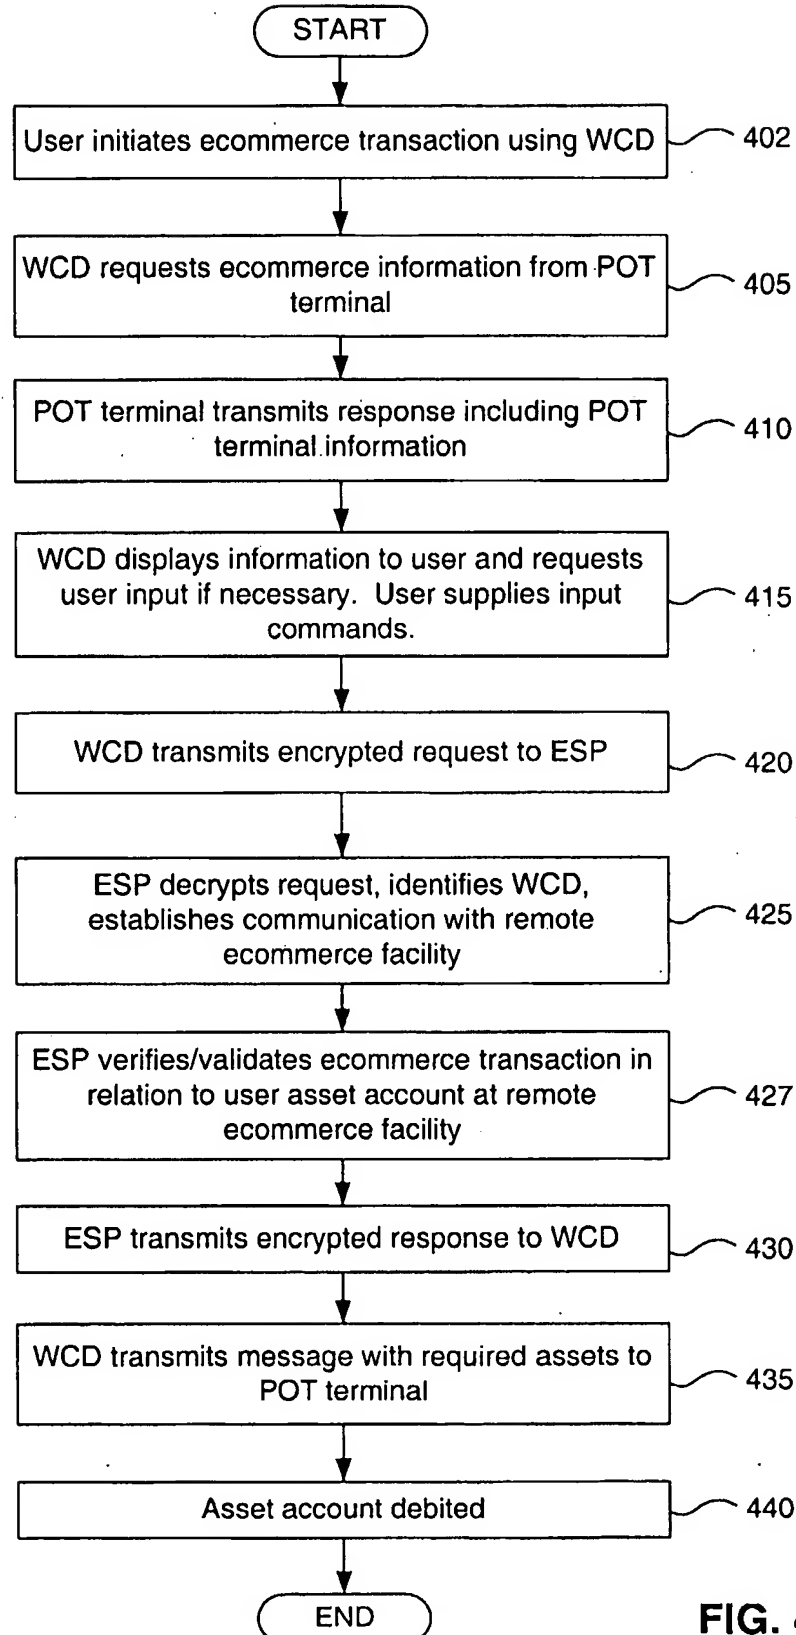 START
User initiates ecommerce transaction using WCD
402
WCD requests ecommerce information from POT
terminal
405
POT terminal transmits response including POT
terminal information
410
WCD displays information to user and requests
user input if necessary. User supplies input
commands.
415
WCD transmits encrypted request to ESP
420
ESP decrypts request, identifies WCD,
establishes communication with remote
ecommerce facility
425
ESP verifies/validates ecommerce transaction in
relation to user asset account at remote
ecommerce facility
427
ESP transmits encrypted response to WCD
430
WCD transmits message with required assets to
POT terminal
435
Asset account debited
440
END
FIG.